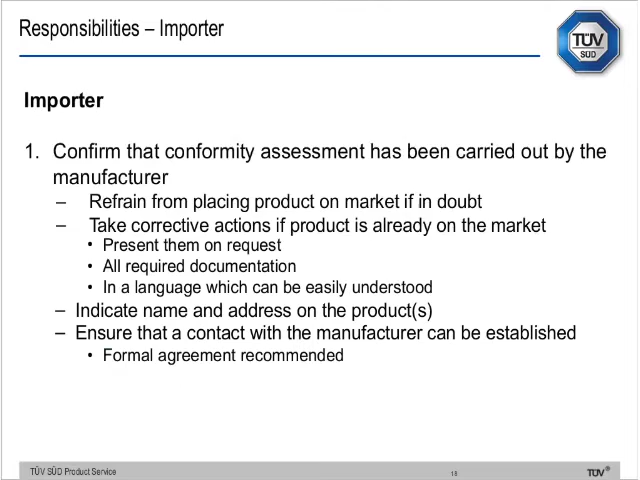 Responsibilities – Importer
TÜV
SÜD
Importer
1. Confirm that conformity assessment has been carried out by the
manufacturer
– Refrain from placing product on market if in doubt
– Take corrective actions if product is already on the market
• Present them on request
• All required documentation
• In a language which can be easily understood
– Indicate name and address on the product(s)
– Ensure that a contact with the manufacturer can be established
• Formal agreement recommended
TÜV SÜD Product Service
18
TÜV®